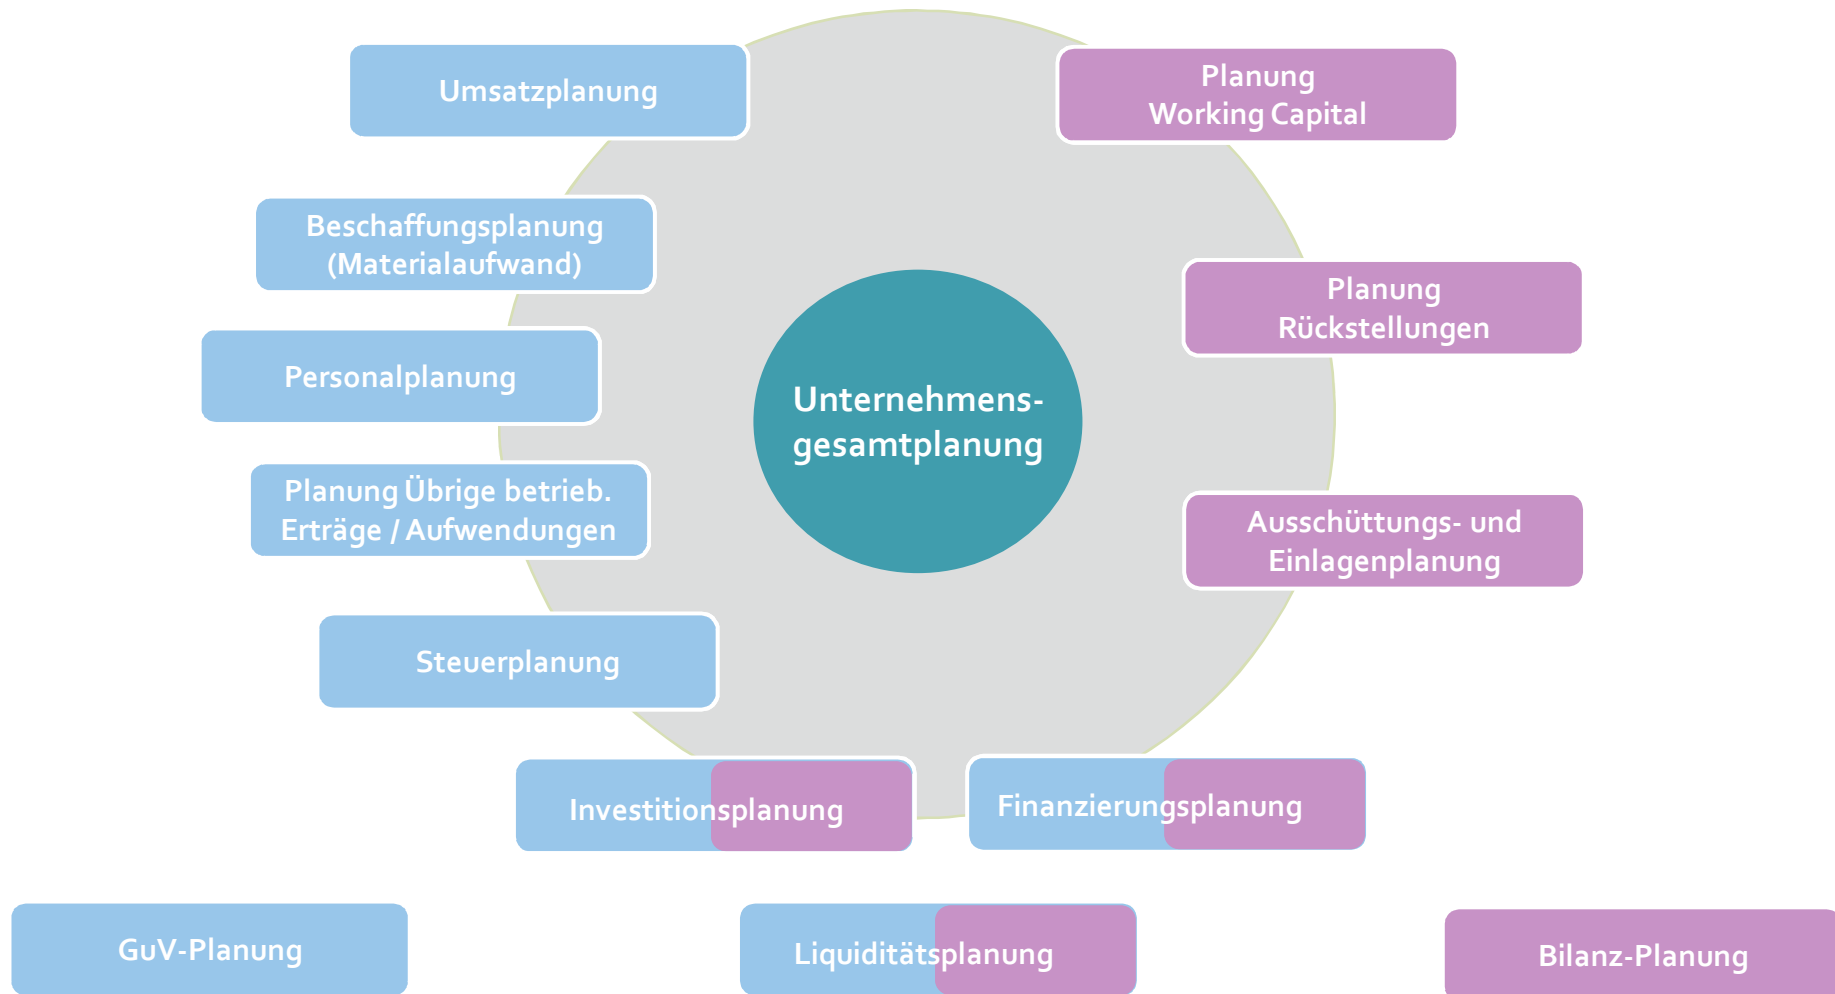 Umsatzplanung
Planung
Working Capital
Beschaffungsplanung
(Materialaufwand)
Planung
Rückstellungen
Personalplanung
Unternehmens-
gesamtplanung
Planung Übrige betrieb.
Erträge / Aufwendungen
Ausschüttungs- und
Einlagenplanung
Steuerplanung
Investitionsplanung
Finanzierungsplanung
GuV-Planung
Liquiditätsplanung
Bilanz-Planung